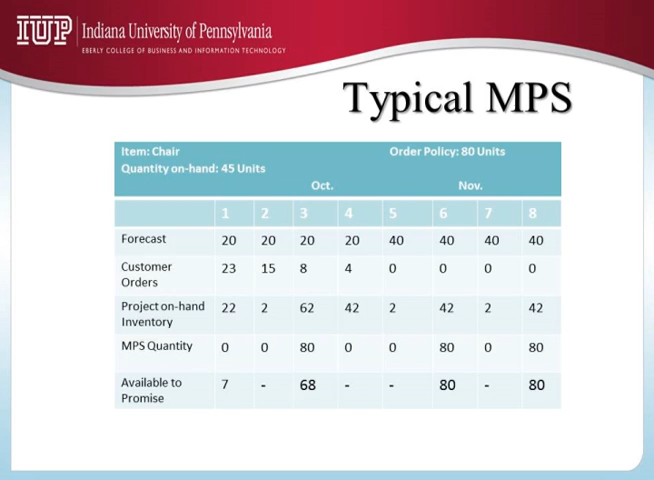 IUP
Indiana University of Pennsylvania
EBERLY COLLEGE OF BUSINESS AND INFORMATION TECHNOLOGY
Typical MPS
Item: Chair Order Policy: 80 Units
Quantity on-hand: 45 Units
Oct. Nov.
1 2 3 4 5 6 7 8
Forecast 20 20 20 20 40 40 40 40
Customer
Orders 23 15 8 4 0 0 0 0
Project on-hand
Inventory 22 2 62 42 2 42 2 42
MPS Quantity 0 0 80 0 0 80 0 80
Available to
Promise 7 - 68 - - 80 - 80